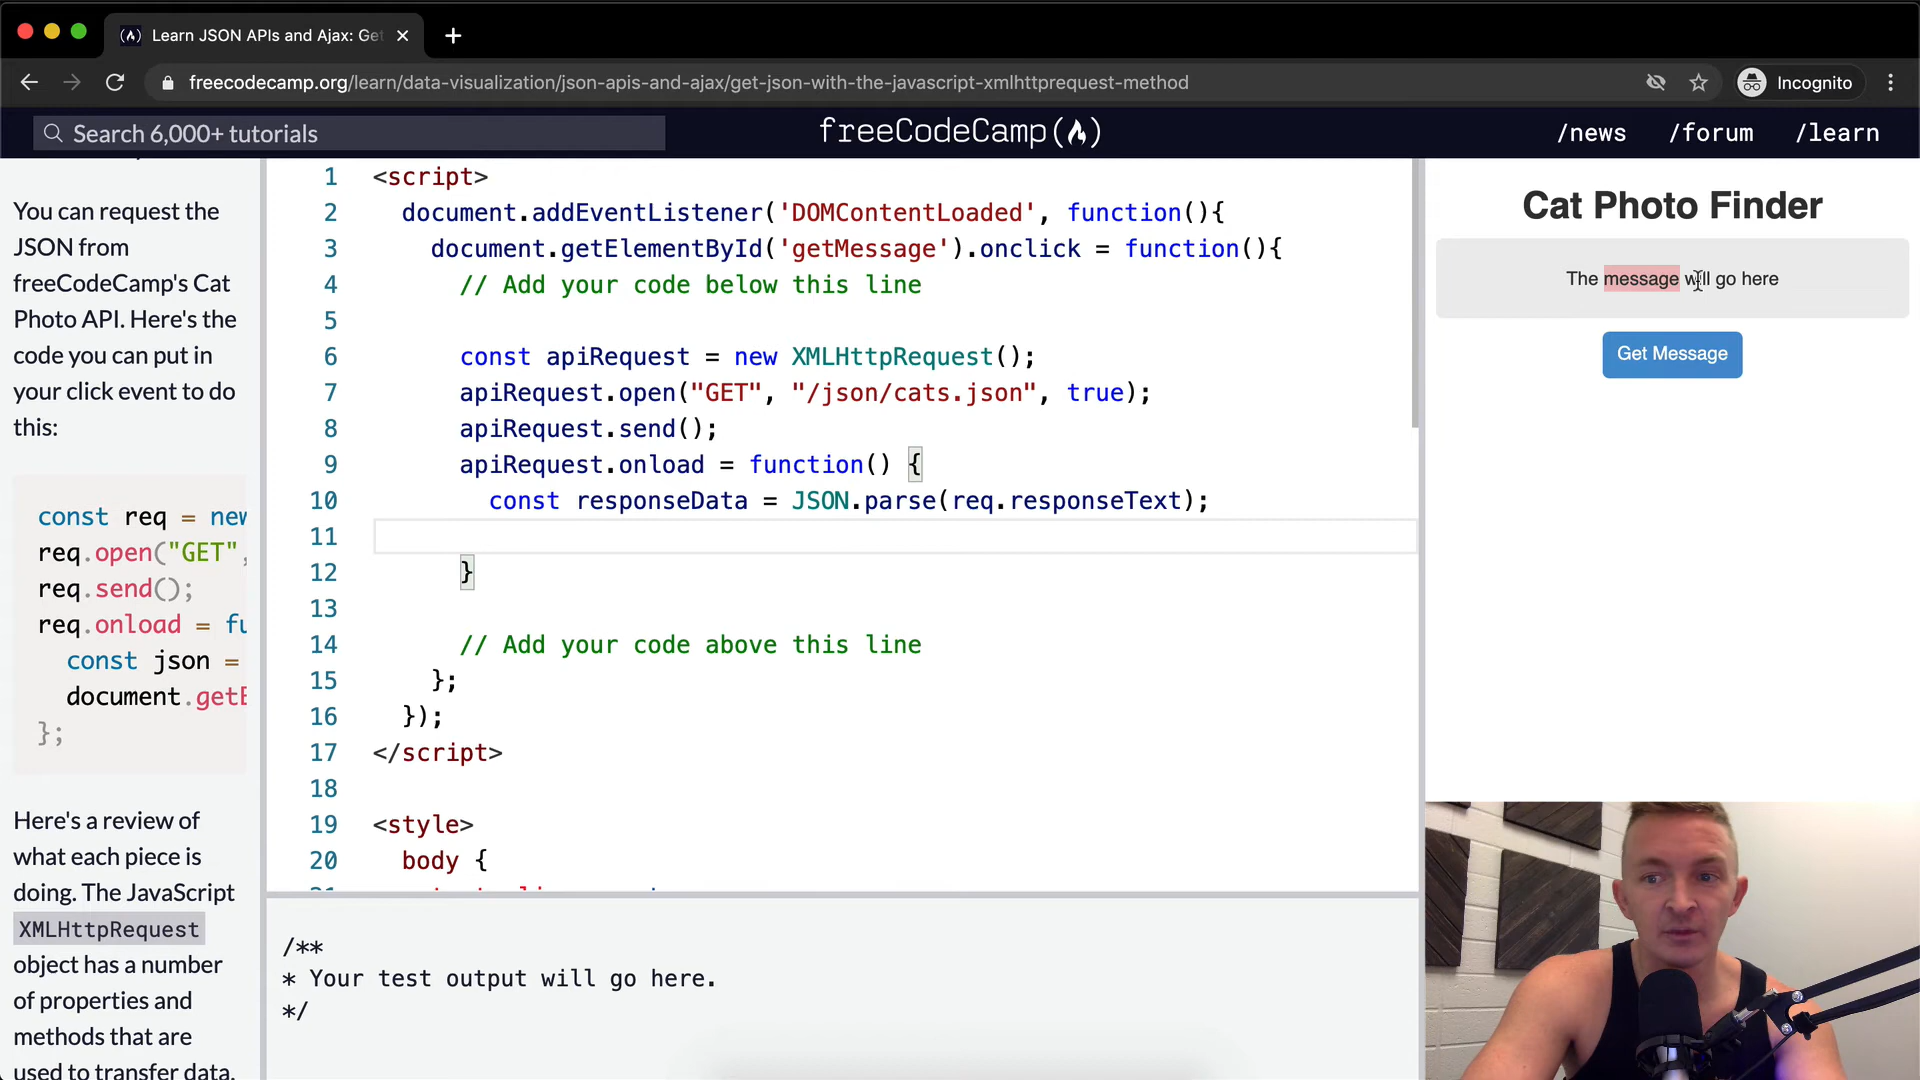 Learn JSON APIs and Ajax: Get
freecodecamp.org/learn/data-visualization/json-apis-and-ajax/get-json-with-the-javascript-xmlhttprequest-method
Incognito
Search 6,000+ tutorials
freeCodeCamp
/news
/forum
/learn
You can request the
JSON from
freeCodeCamp's Cat
Photo API. Here's the
code you can put in
your click event to do
this:
const req = new
req.open("GET",
req.send();
req.onload = fu
const json =
document.getE
};
Here's a review of
what each piece is
doing. The JavaScript
XMLHttpRequest
object has a number
of properties and
methods that are
used to transfer data.
1 <script>
2 document.addEventListener('DOMContentLoaded', function(){
3 document.getElementById('getMessage').onclick = function(){
4 // Add your code below this line
5
6 const apiRequest = new XMLHttpRequest();
7 apiRequest.open("GET", "/json/cats.json", true);
8 apiRequest.send();
9 apiRequest.onload = function() {
10 const responseData = JSON.parse(req.responseText);
11
12 }
13
14 // Add your code above this line
15 };
16 });
17 </script>
18
19 <style>
20 body {
/**
* Your test output will go here.
*/
Cat Photo Finder
The message will go here
Get Message